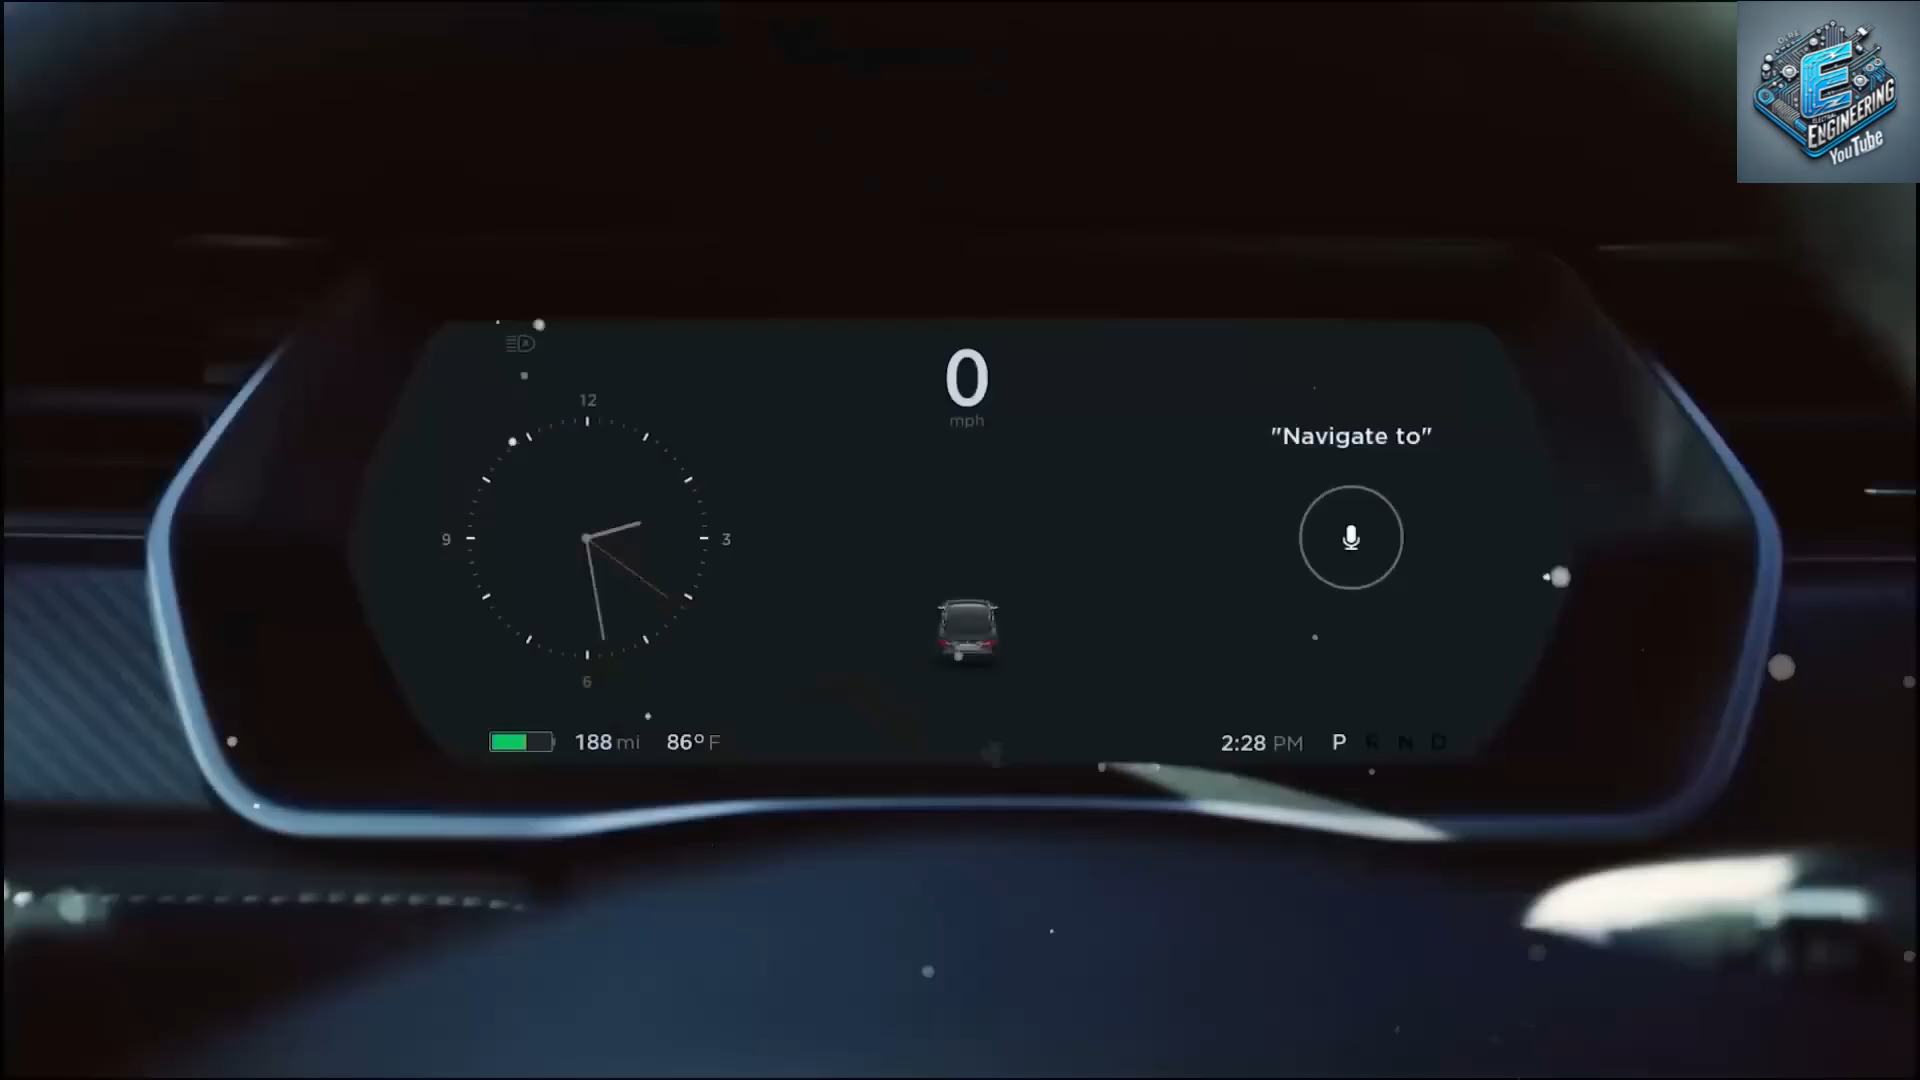 ENGINEERING
YouTube
0
mph
12
9
3
6
"Navigate to"
188 mi
86° F
2:28 PM
P R N D